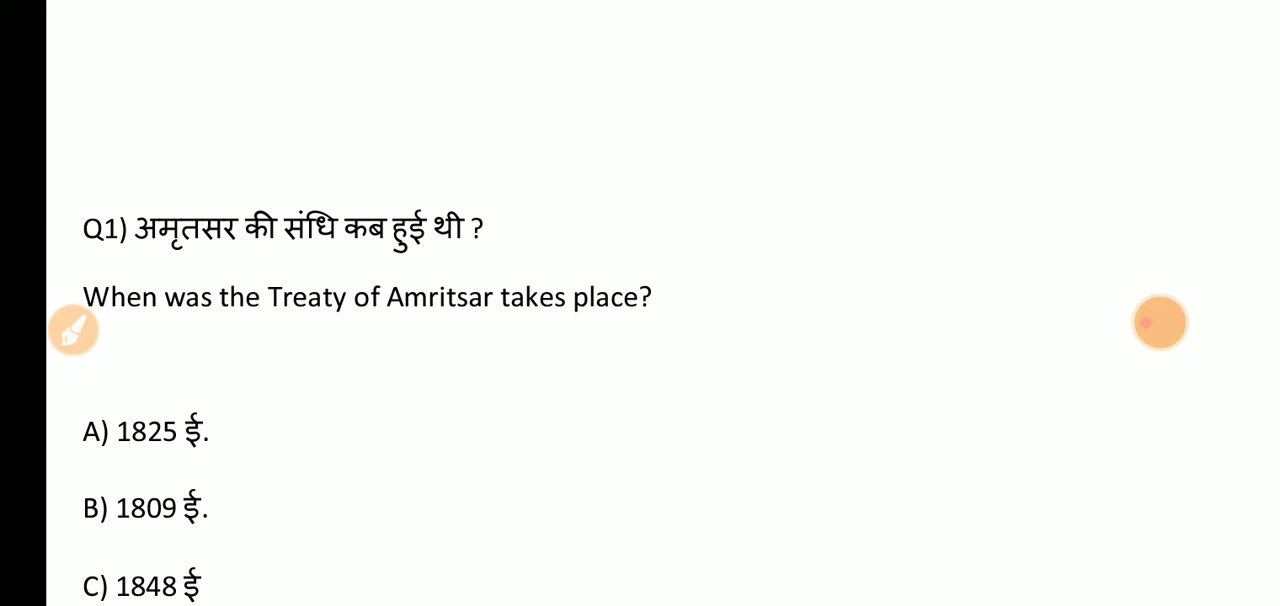 Q1) अमृतसर की संधि कब हुई थी ?
When was the Treaty of Amritsar takes place?
A) 1825 ई.
B) 1809 ई.
C) 1848 ई